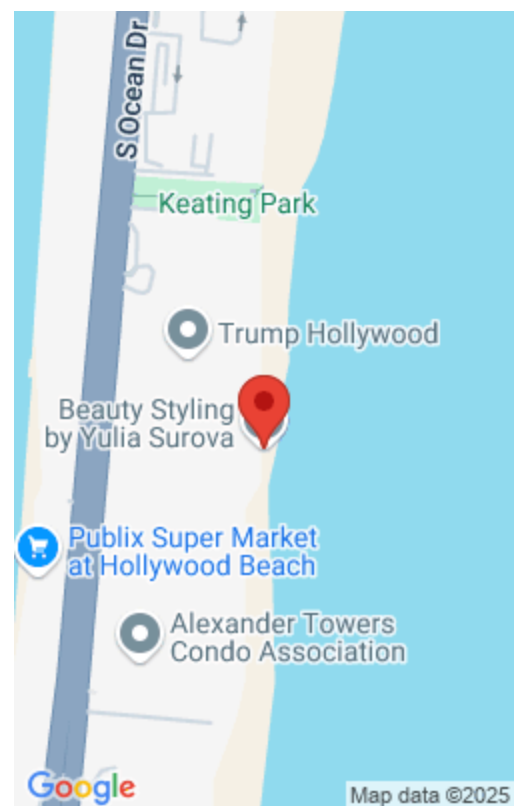 S Ocean Dr
Keating Park
Trump Hollywood
Beauty Styling
by Yulia Surova
Publix Super Market
at Hollywood Beach
Alexander Towers
Condo Association
Google
Map data ©2025